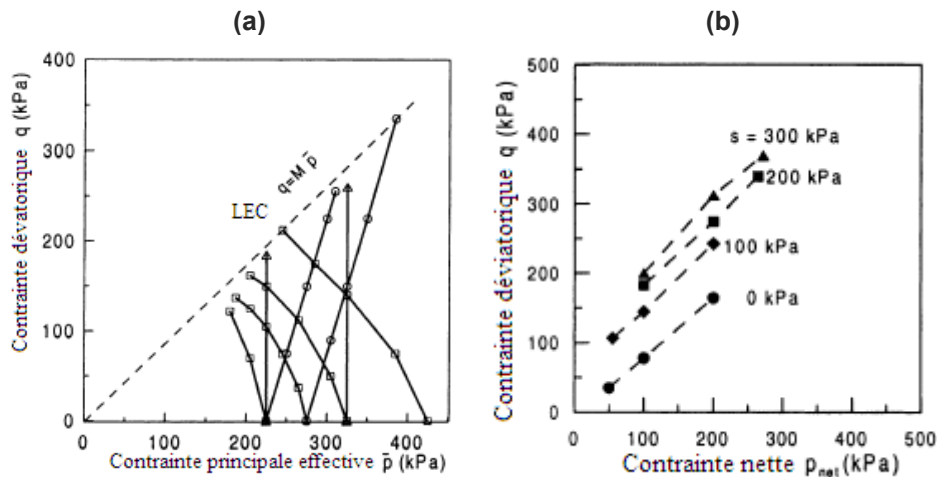 (a)
400
300
200
100
0
Contrainte dévatorique q (kPa)
q=M p̄
LEC
0 100 200 300 400
Contrainte principale effective p̄ (kPa)
(b)
500
400
300
200
100
0
Contrainte déviatorique q (kPa)
s = 300 kPa
200 kPa
100 kPa
0 kPa
0 100 200 300 400 500
Contrainte nette pnet (kPa)